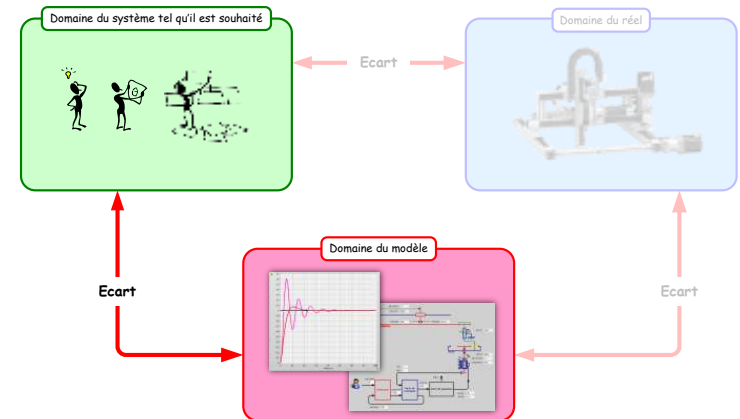 Domaine du système tel qu'il est souhaité
Domaine du réel
Ecart
Domaine du modèle
Ecart
Ecart